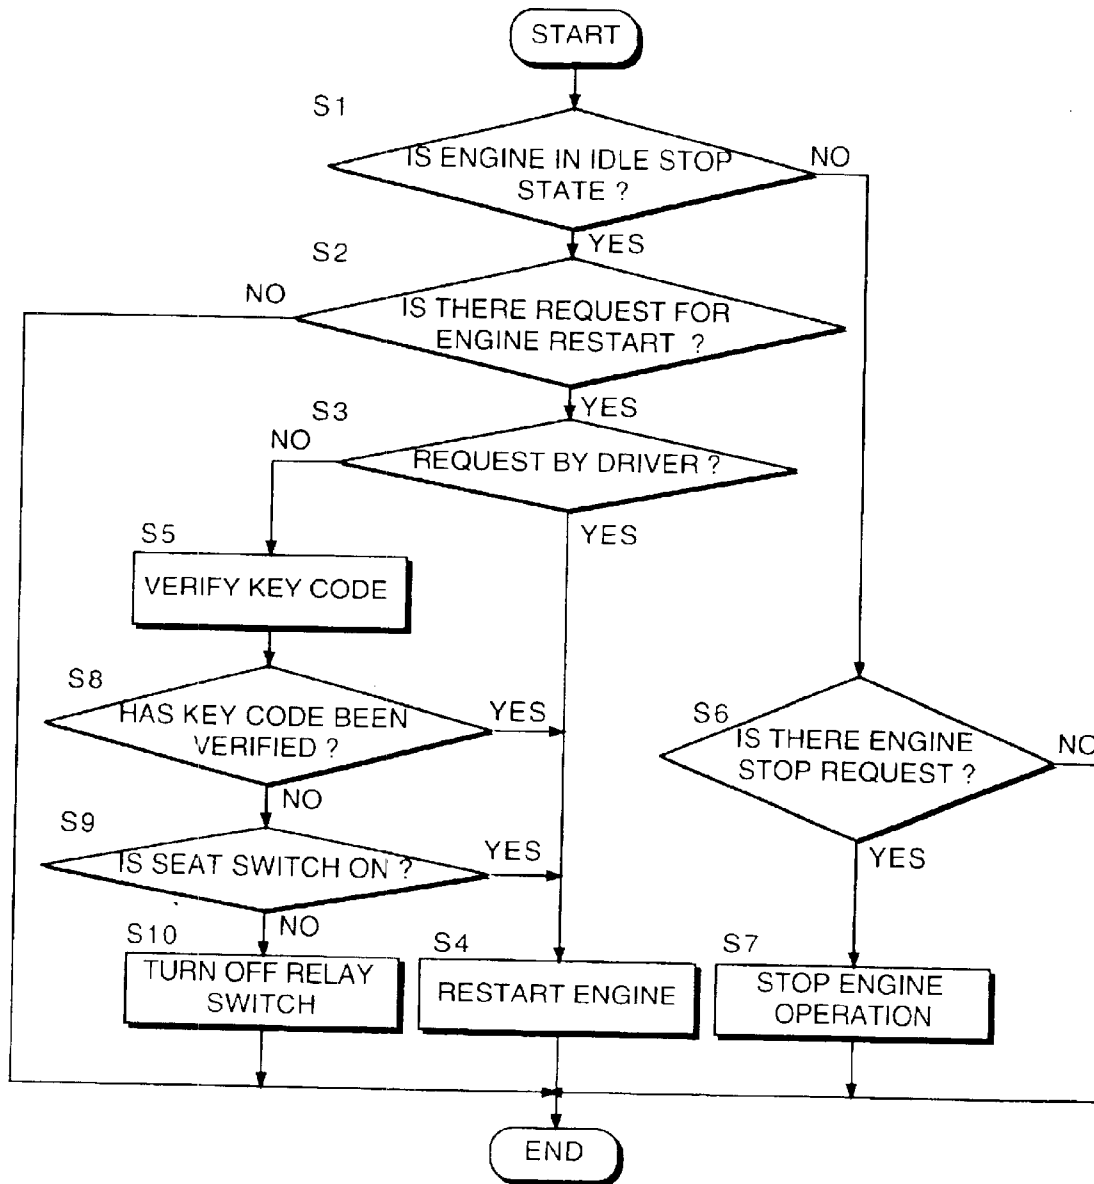 START
S1
IS ENGINE IN IDLE STOP
STATE ?
NO
YES
S2
NO
IS THERE REQUEST FOR
ENGINE RESTART ?
YES
S3
NO
REQUEST BY DRIVER ?
YES
S5
VERIFY KEY CODE
S8
HAS KEY CODE BEEN
VERIFIED ?
YES
NO
S6
IS THERE ENGINE
STOP REQUEST ?
NO
YES
S9
IS SEAT SWITCH ON ?
YES
NO
S10
TURN OFF RELAY
SWITCH
S4
RESTART ENGINE
S7
STOP ENGINE
OPERATION
END